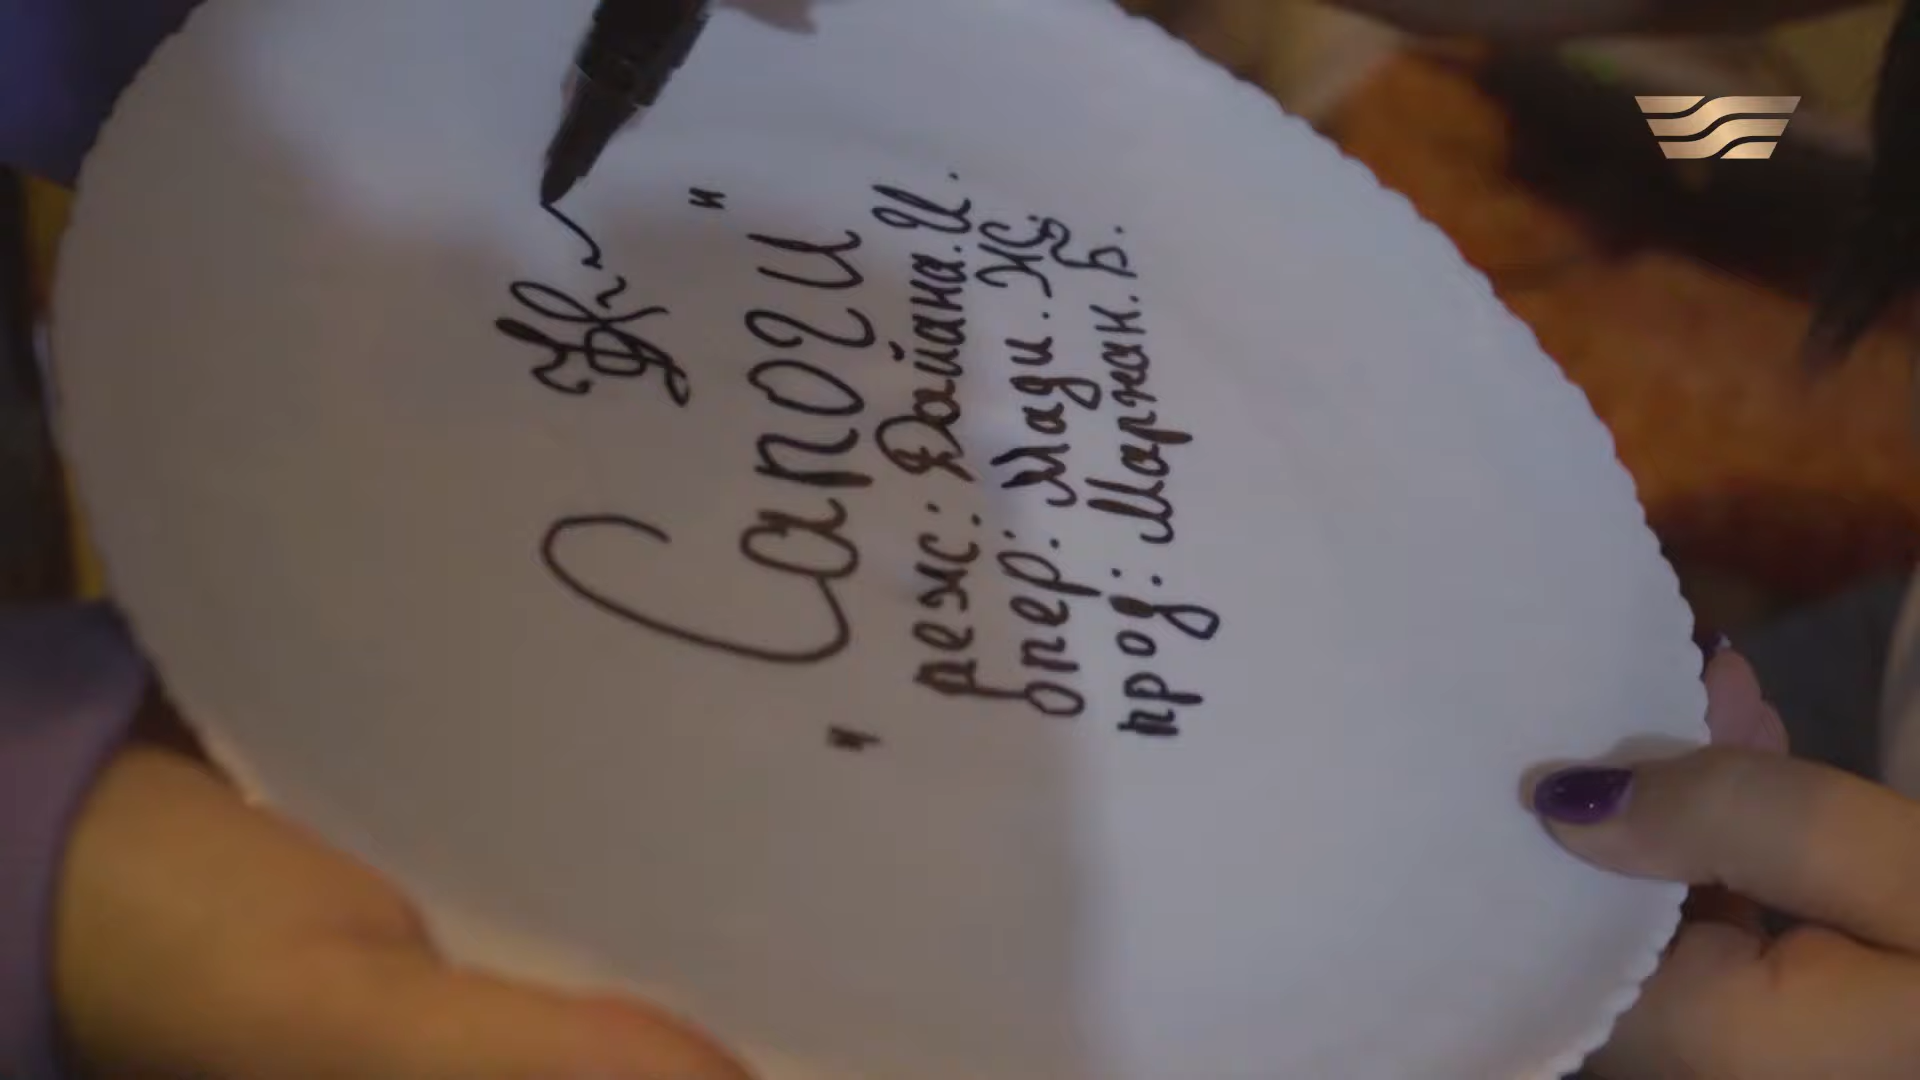 "Сапоги"
реж: Дайана.И.
опер: Мади.Ж.
прод: Маржан.Б.